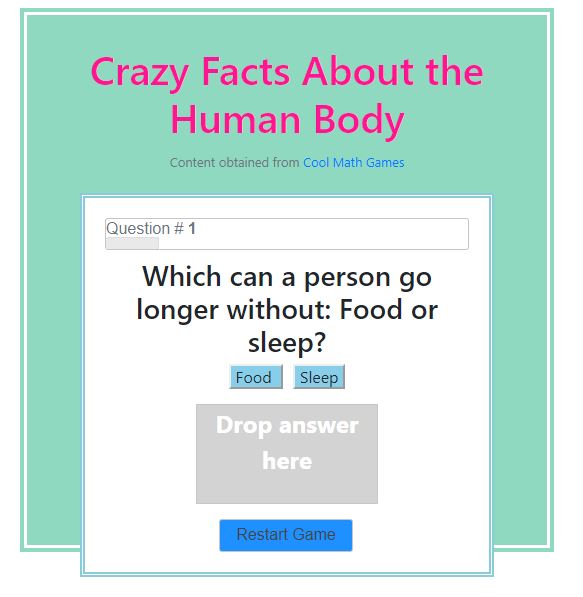 Crazy Facts About the
Human Body
Content obtained from Cool Math Games
Question # 1
Which can a person go
longer without: Food or
sleep?
Food Sleep
Drop answer
here
Restart Game